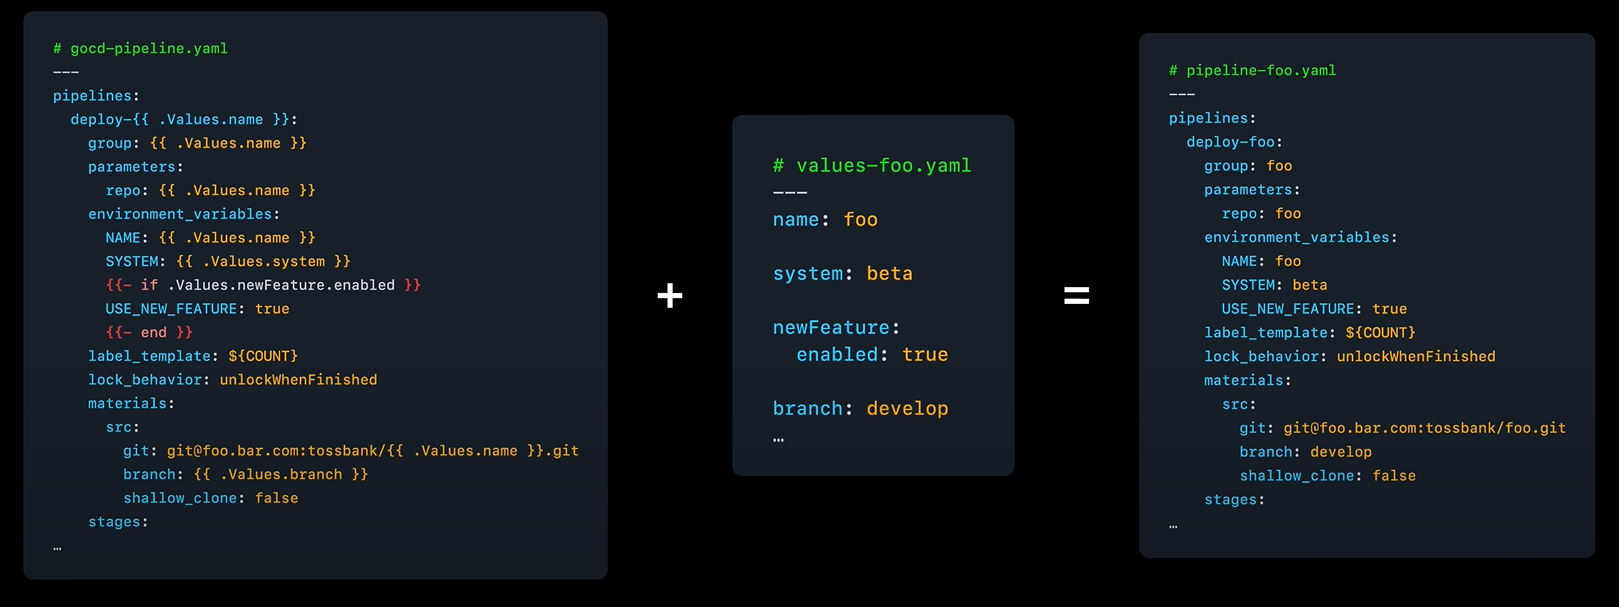 # gocd-pipeline.yaml
---
pipelines:
  deploy-{{ .Values.name }}:
    group: {{ .Values.name }}
    parameters:
      repo: {{ .Values.name }}
    environment_variables:
      NAME: {{ .Values.name }}
      SYSTEM: {{ .Values.system }}
      {{- if .Values.newFeature.enabled }}
      USE_NEW_FEATURE: true
      {{- end }}
    label_template: ${COUNT}
    lock_behavior: unlockWhenFinished
    materials:
      src:
        git: git@foo.bar.com:tossbank/{{ .Values.name }}.git
        branch: {{ .Values.branch }}
        shallow_clone: false
    stages:
…
+
# values-foo.yaml
---
name: foo
system: beta
newFeature:
  enabled: true
branch: develop
…
=
# pipeline-foo.yaml
---
pipelines:
  deploy-foo:
    group: foo
    parameters:
      repo: foo
    environment_variables:
      NAME: foo
      SYSTEM: beta
      USE_NEW_FEATURE: true
    label_template: ${COUNT}
    lock_behavior: unlockWhenFinished
    materials:
      src:
        git: git@foo.bar.com:tossbank/foo.git
        branch: develop
        shallow_clone: false
    stages:
…